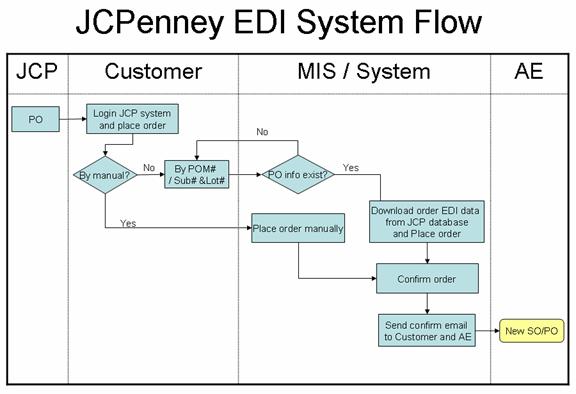 JCPenney EDI System Flow
JCP
Customer
MIS / System
AE
PO
Login JCP system
and place order
By manual?
No
By POM#
/ Sub# &Lot#
No
PO info exist?
Yes
Download order EDI data
from JCP database
and Place order
Yes
Place order manually
Confirm order
Send confirm email
to Customer and AE
New SO/PO